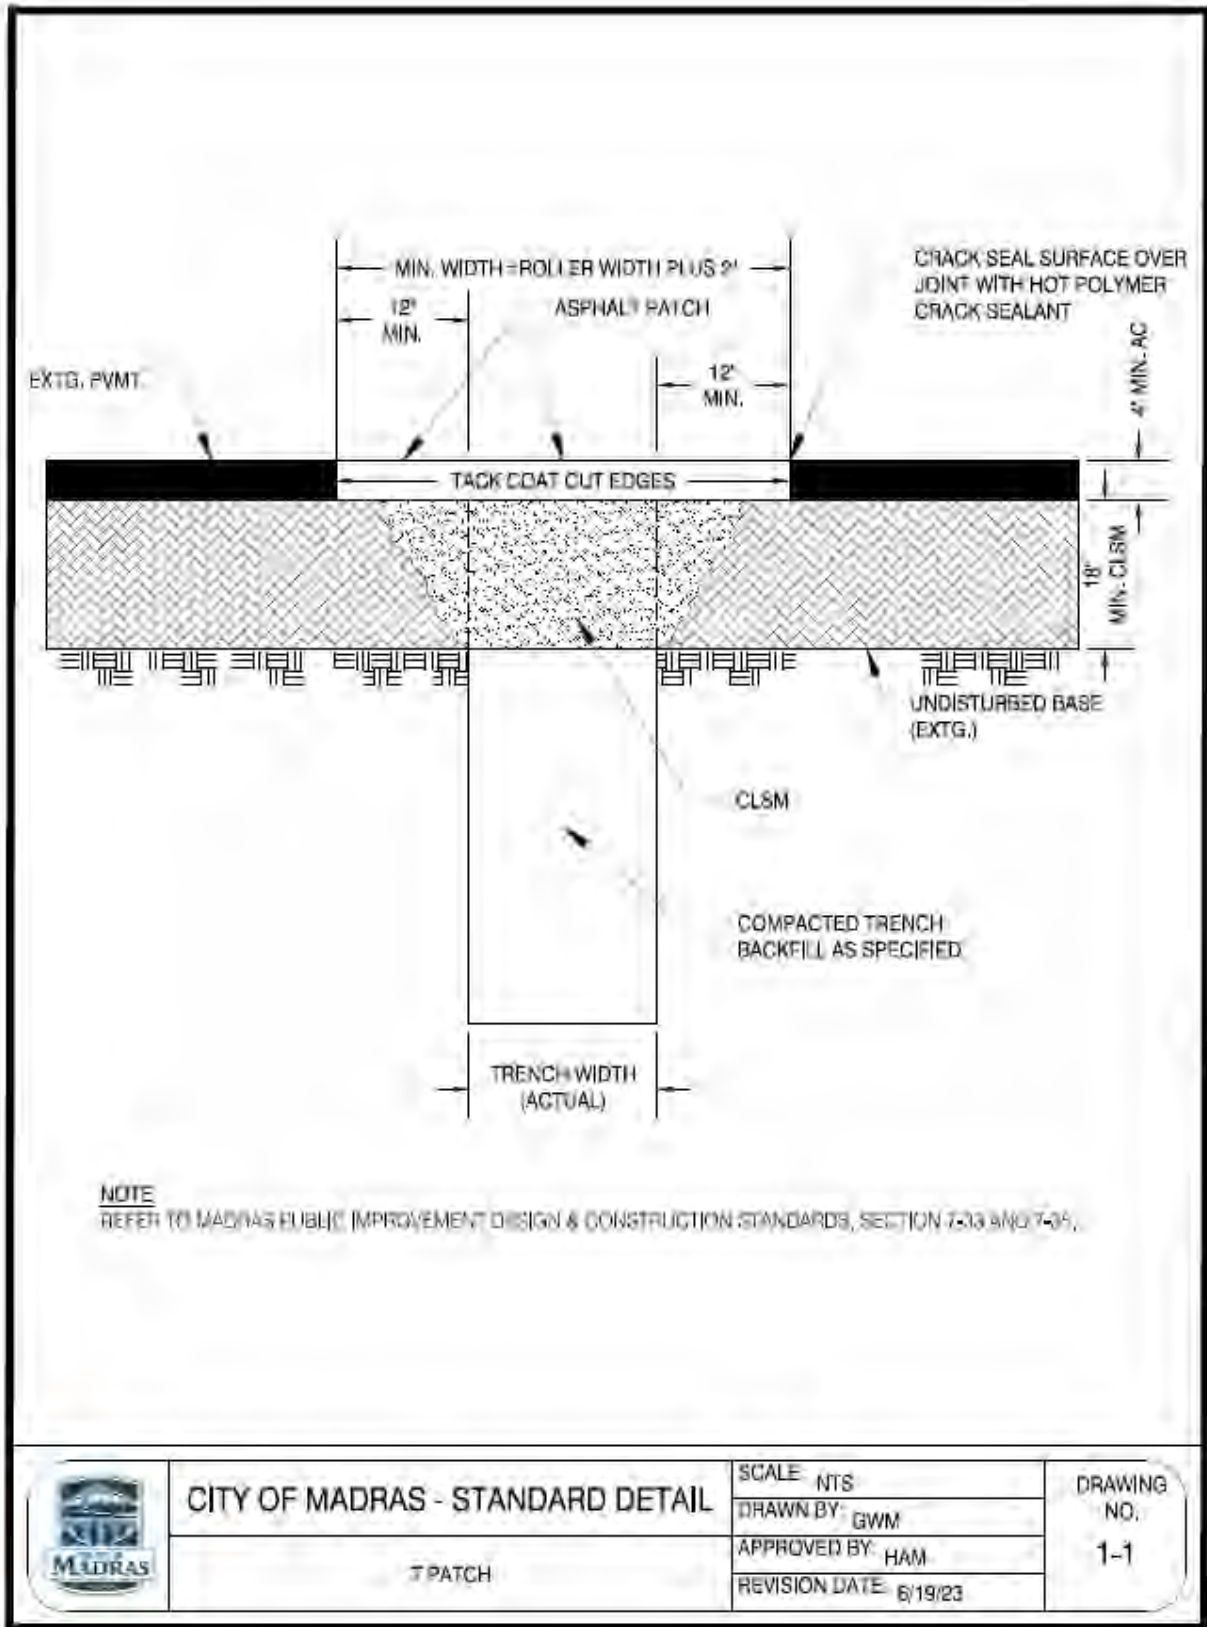 MIN. WIDTH=ROLLER WIDTH PLUS 2"
12"
MIN.
ASPHALT PATCH
CRACK SEAL SURFACE OVER
JOINT WITH HOT POLYMER
CRACK SEALANT
4" MIN. AC
EXTG. PVMT.
12"
MIN.
TACK COAT CUT EDGES
18"
MIN. CLSM
UNDISTURBED BASE
(EXTG.)
CLSM
COMPACTED TRENCH
BACKFILL AS SPECIFIED
TRENCH WIDTH
(ACTUAL)
NOTE
REFER TO MADRAS PUBLIC IMPROVEMENT DESIGN & CONSTRUCTION STANDARDS, SECTION 7-33 AND
MADRAS
CITY OF MADRAS - STANDARD DETAIL
T PATCH
SCALE: NTS
DRAWN BY: GWM
APPROVED BY: HAM
REVISION DATE: 6/19/23
DRAWING
NO.
1-1